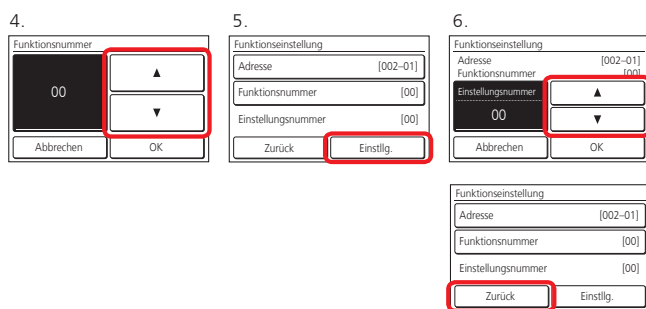 4.
Funktionsnummer
00
▲
▼
Abbrechen OK
5.
Funktionseinstellung
Adresse [002–01]
Funktionsnummer [00]
Einstellungsnummer [00]
Zurück Einstllg.
6.
Funktionseinstellung
Adresse [002–01]
Funktionsnummer [00]
Einstellungsnummer
00
▲
▼
Abbrechen OK
Funktionseinstellung
Adresse [002–01]
Funktionsnummer [00]
Einstellungsnummer [00]
Zurück Einstllg.